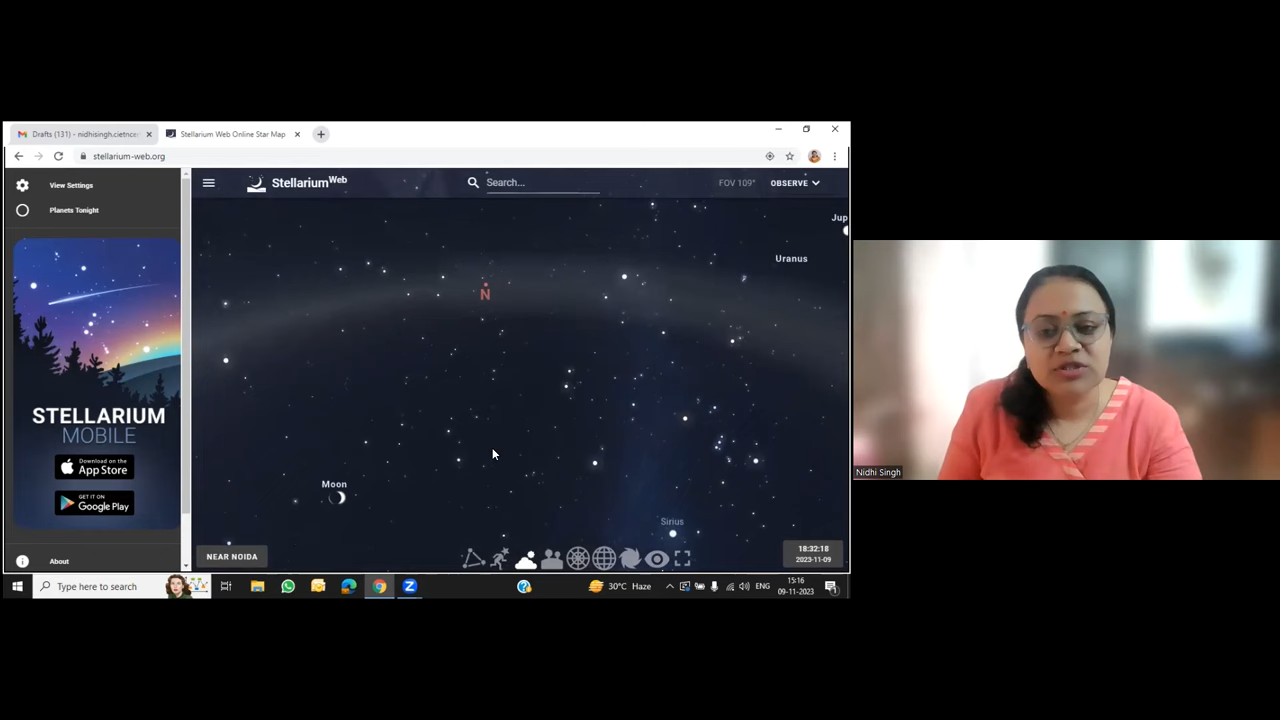 Drafts (131) - nidhisingh.cietnce
Stellarium Web Online Star Map
stellarium-web.org
View Settings
Planets Tonight
StellariumWeb
Search...
FOV 109°
OBSERVE
Jup
Uranus
N
Moon
Sirius
STELLARIUM
MOBILE
Download on the
App Store
GET IT ON
Google Play
About
NEAR NOIDA
18:32:18
2023-11-09
Type here to search
30°C Haze
ENG
15:16
09-11-2023
1
Nidhi Singh